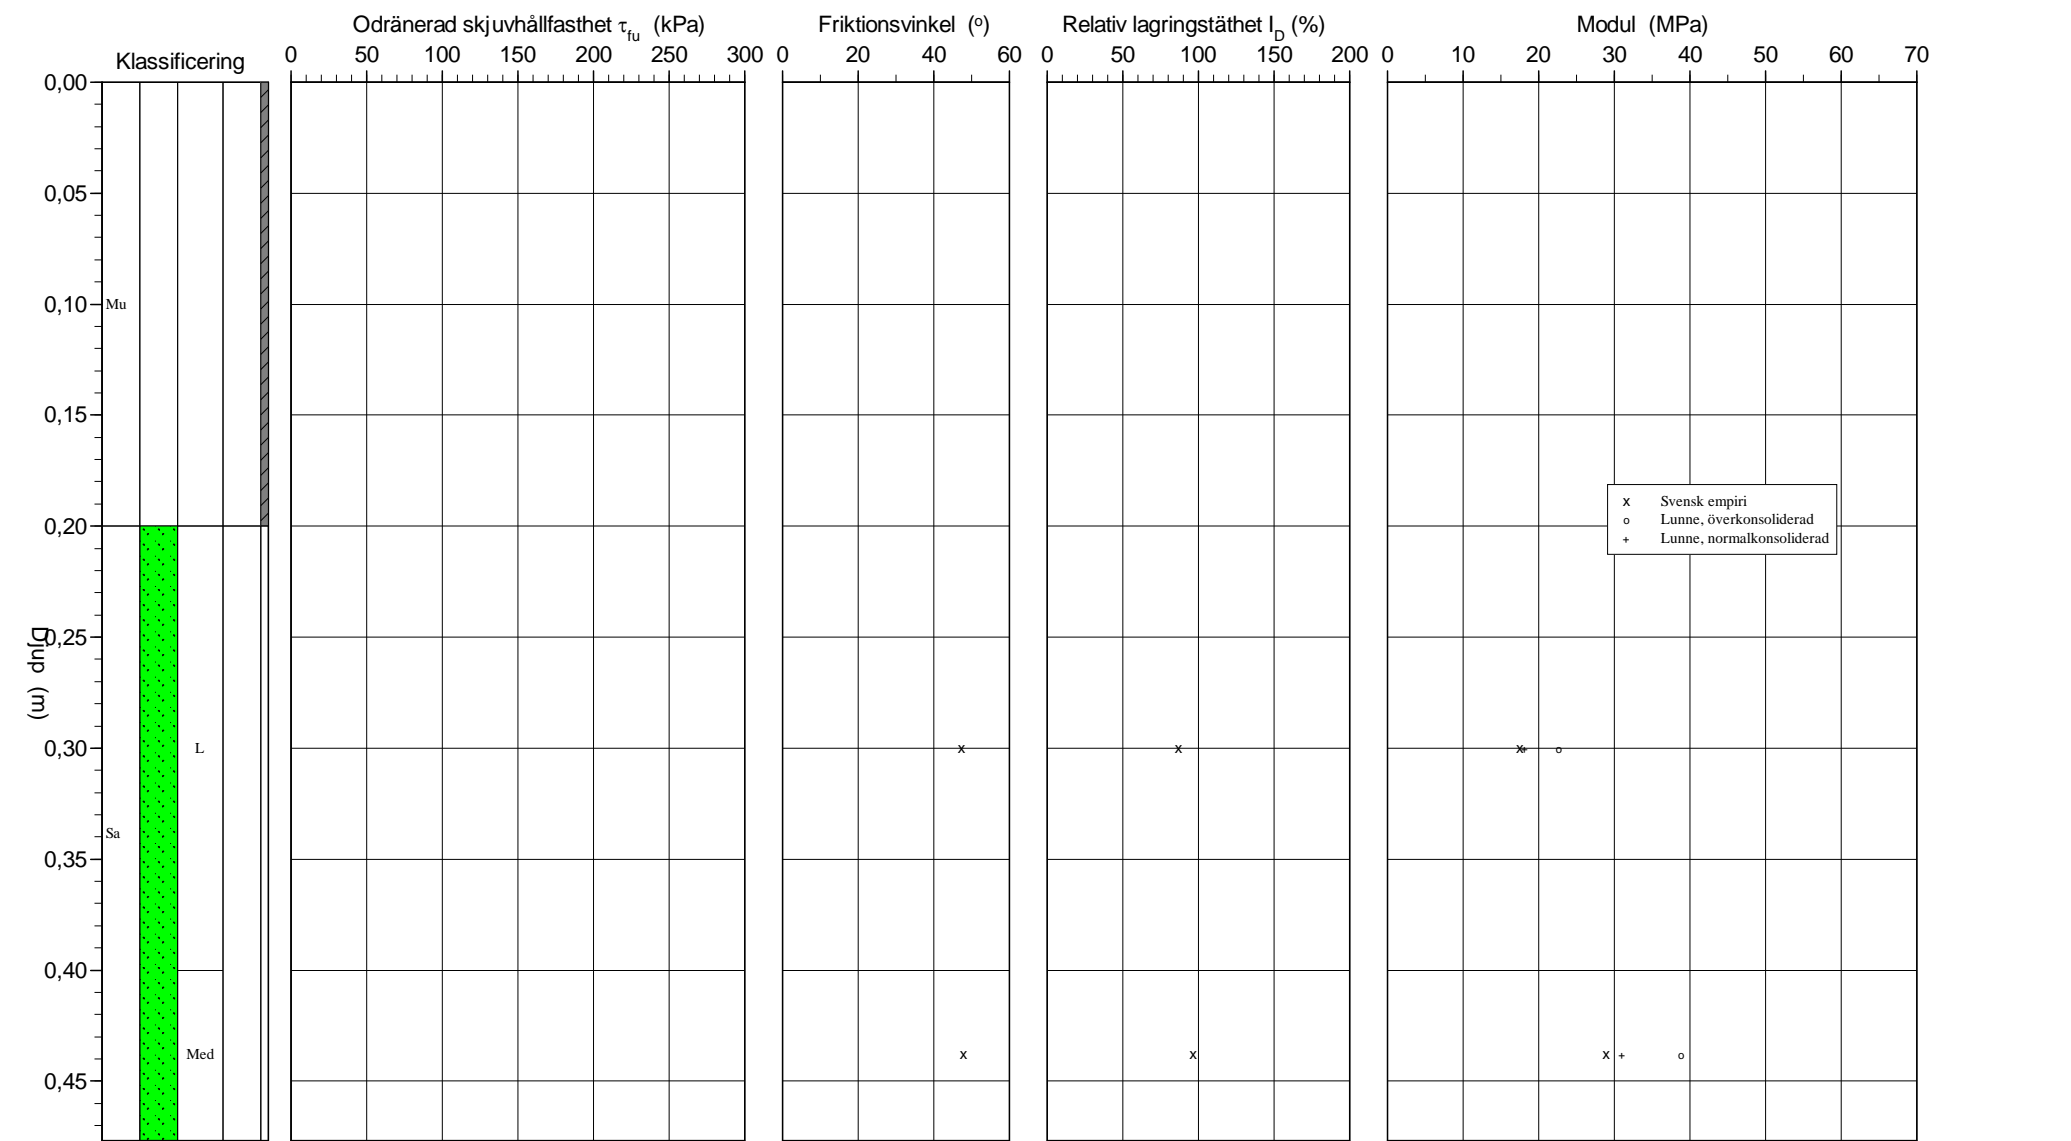 Odränerad skjuvhållfasthet τfu (kPa)
Friktionsvinkel (o)
Relativ lagringstäthet ID (%)
Modul (MPa)
Klassificering
0 50 100 150 200 250 300
0 20 40 60
0 50 100 150 200
0 10 20 30 40 50 60 70
0,00
0,05
0,10
Mu
0,15
0,20
x Svensk empiri
o Lunne, överkonsoliderad
+ Lunne, normalkonsoliderad
Djup (m)
0,25
0,30
L
Sa
0,35
0,40
Med
0,45